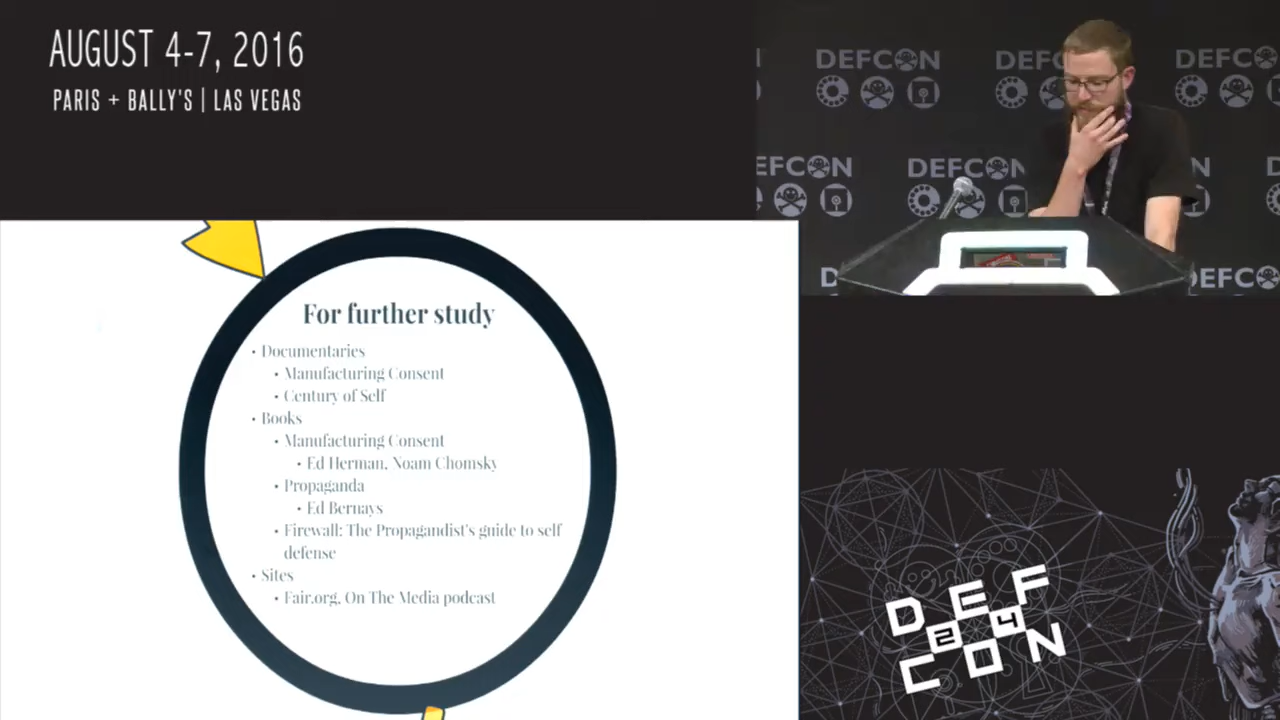 AUGUST 4-7, 2016
PARIS + BALLY'S | LAS VEGAS
DEFCON
DEFCON
DEFCON
EFCON
DEFCON
N
D
EFCON
For further study
• Documentaries
• Manufacturing Consent
• Century of Self
• Books
• Manufacturing Consent
• Ed Herman, Noam Chomsky
• Propaganda
• Ed Bernays
• Firewall: The Propagandist's guide to self
defense
• Sites
• Fair.org, On The Media podcast
DEF
24
CON